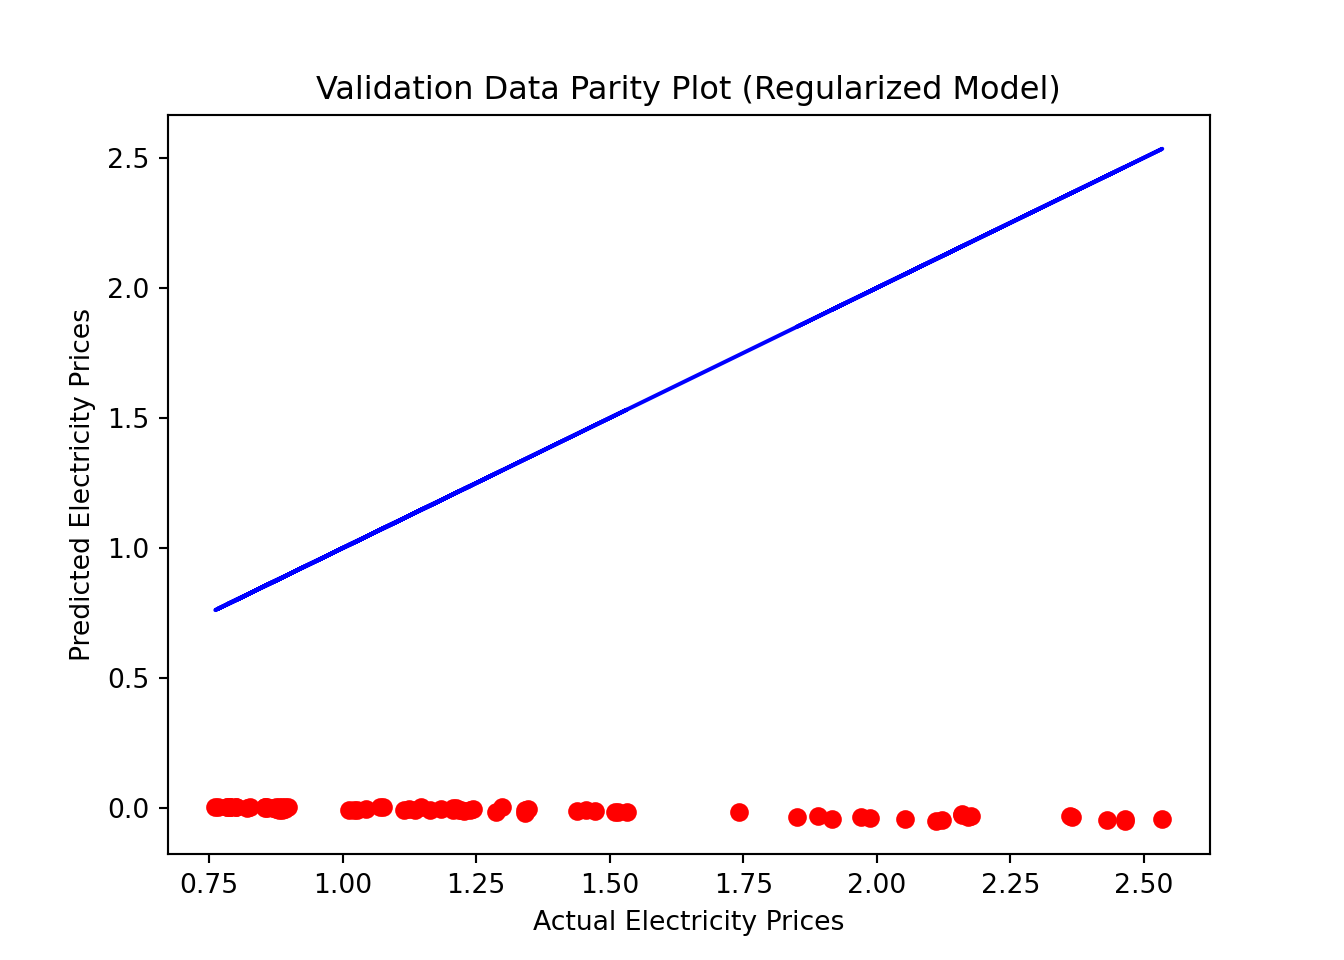 Validation Data Parity Plot (Regularized Model)
Predicted Electricity Prices
2.5
2.0
1.5
1.0
0.5
0.0
0.75 1.00 1.25 1.50 1.75 2.00 2.25 2.50
Actual Electricity Prices